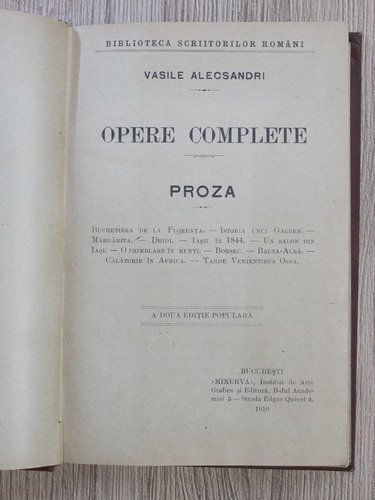 BIBLIOTECA SCRIITORILOR ROMÂNI
VASILE ALECSANDRI
OPERE COMPLETE
PROZA
Buchetiera de la Florența. — Istoria unui Galben. —
Mărgărita. — Dridi. — Iașii în 1844. — Un salon din
Iași. — O primblare în munți. — Borsec. — Balta-Albă. —
Călătorie în Africa. — Tarde Venientibus Ossa.
A DOUA EDIȚIE POPULARĂ
BUCUREȘTI
«MINERVA», Institut de Arte
Grafice și Editură, B-dul Acade-
miei 3 — Strada Edgar Quinet 4.
1910